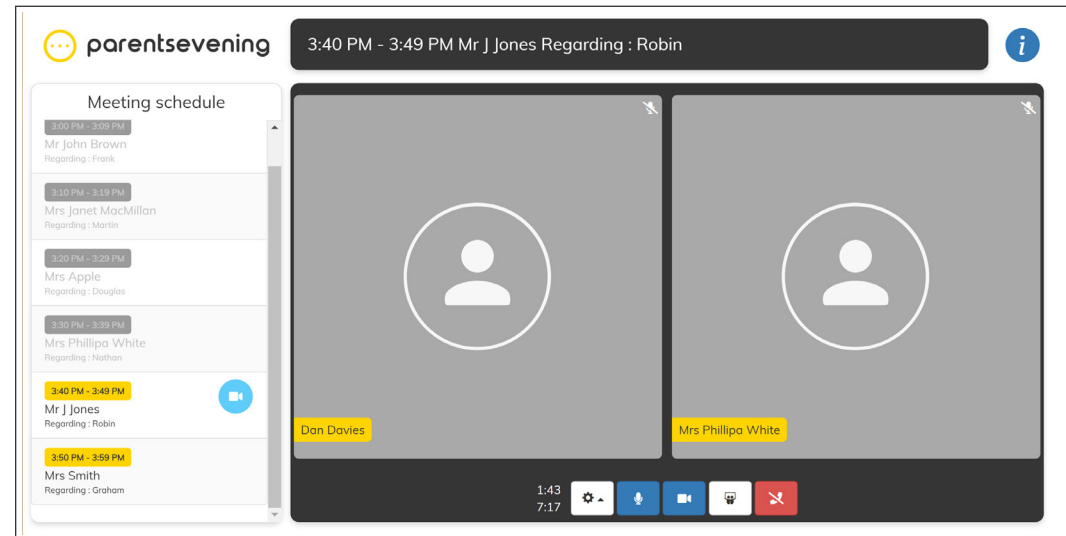 parentsevening
3:40 PM - 3:49 PM Mr J Jones Regarding : Robin
i
Meeting schedule
3:00 PM - 3:09 PM
Mr John Brown
Regarding : Frank
3:10 PM - 3:19 PM
Mrs Janet MacMillan
Regarding : Martin
3:20 PM - 3:29 PM
Mrs Apple
Regarding : Douglas
3:30 PM - 3:39 PM
Mrs Phillipa White
Regarding : Nathan
3:40 PM - 3:49 PM
Mr J Jones
Regarding : Robin
3:50 PM - 3:59 PM
Mrs Smith
Regarding : Graham
Dan Davies
Mrs Phillipa White
1:43
7:17